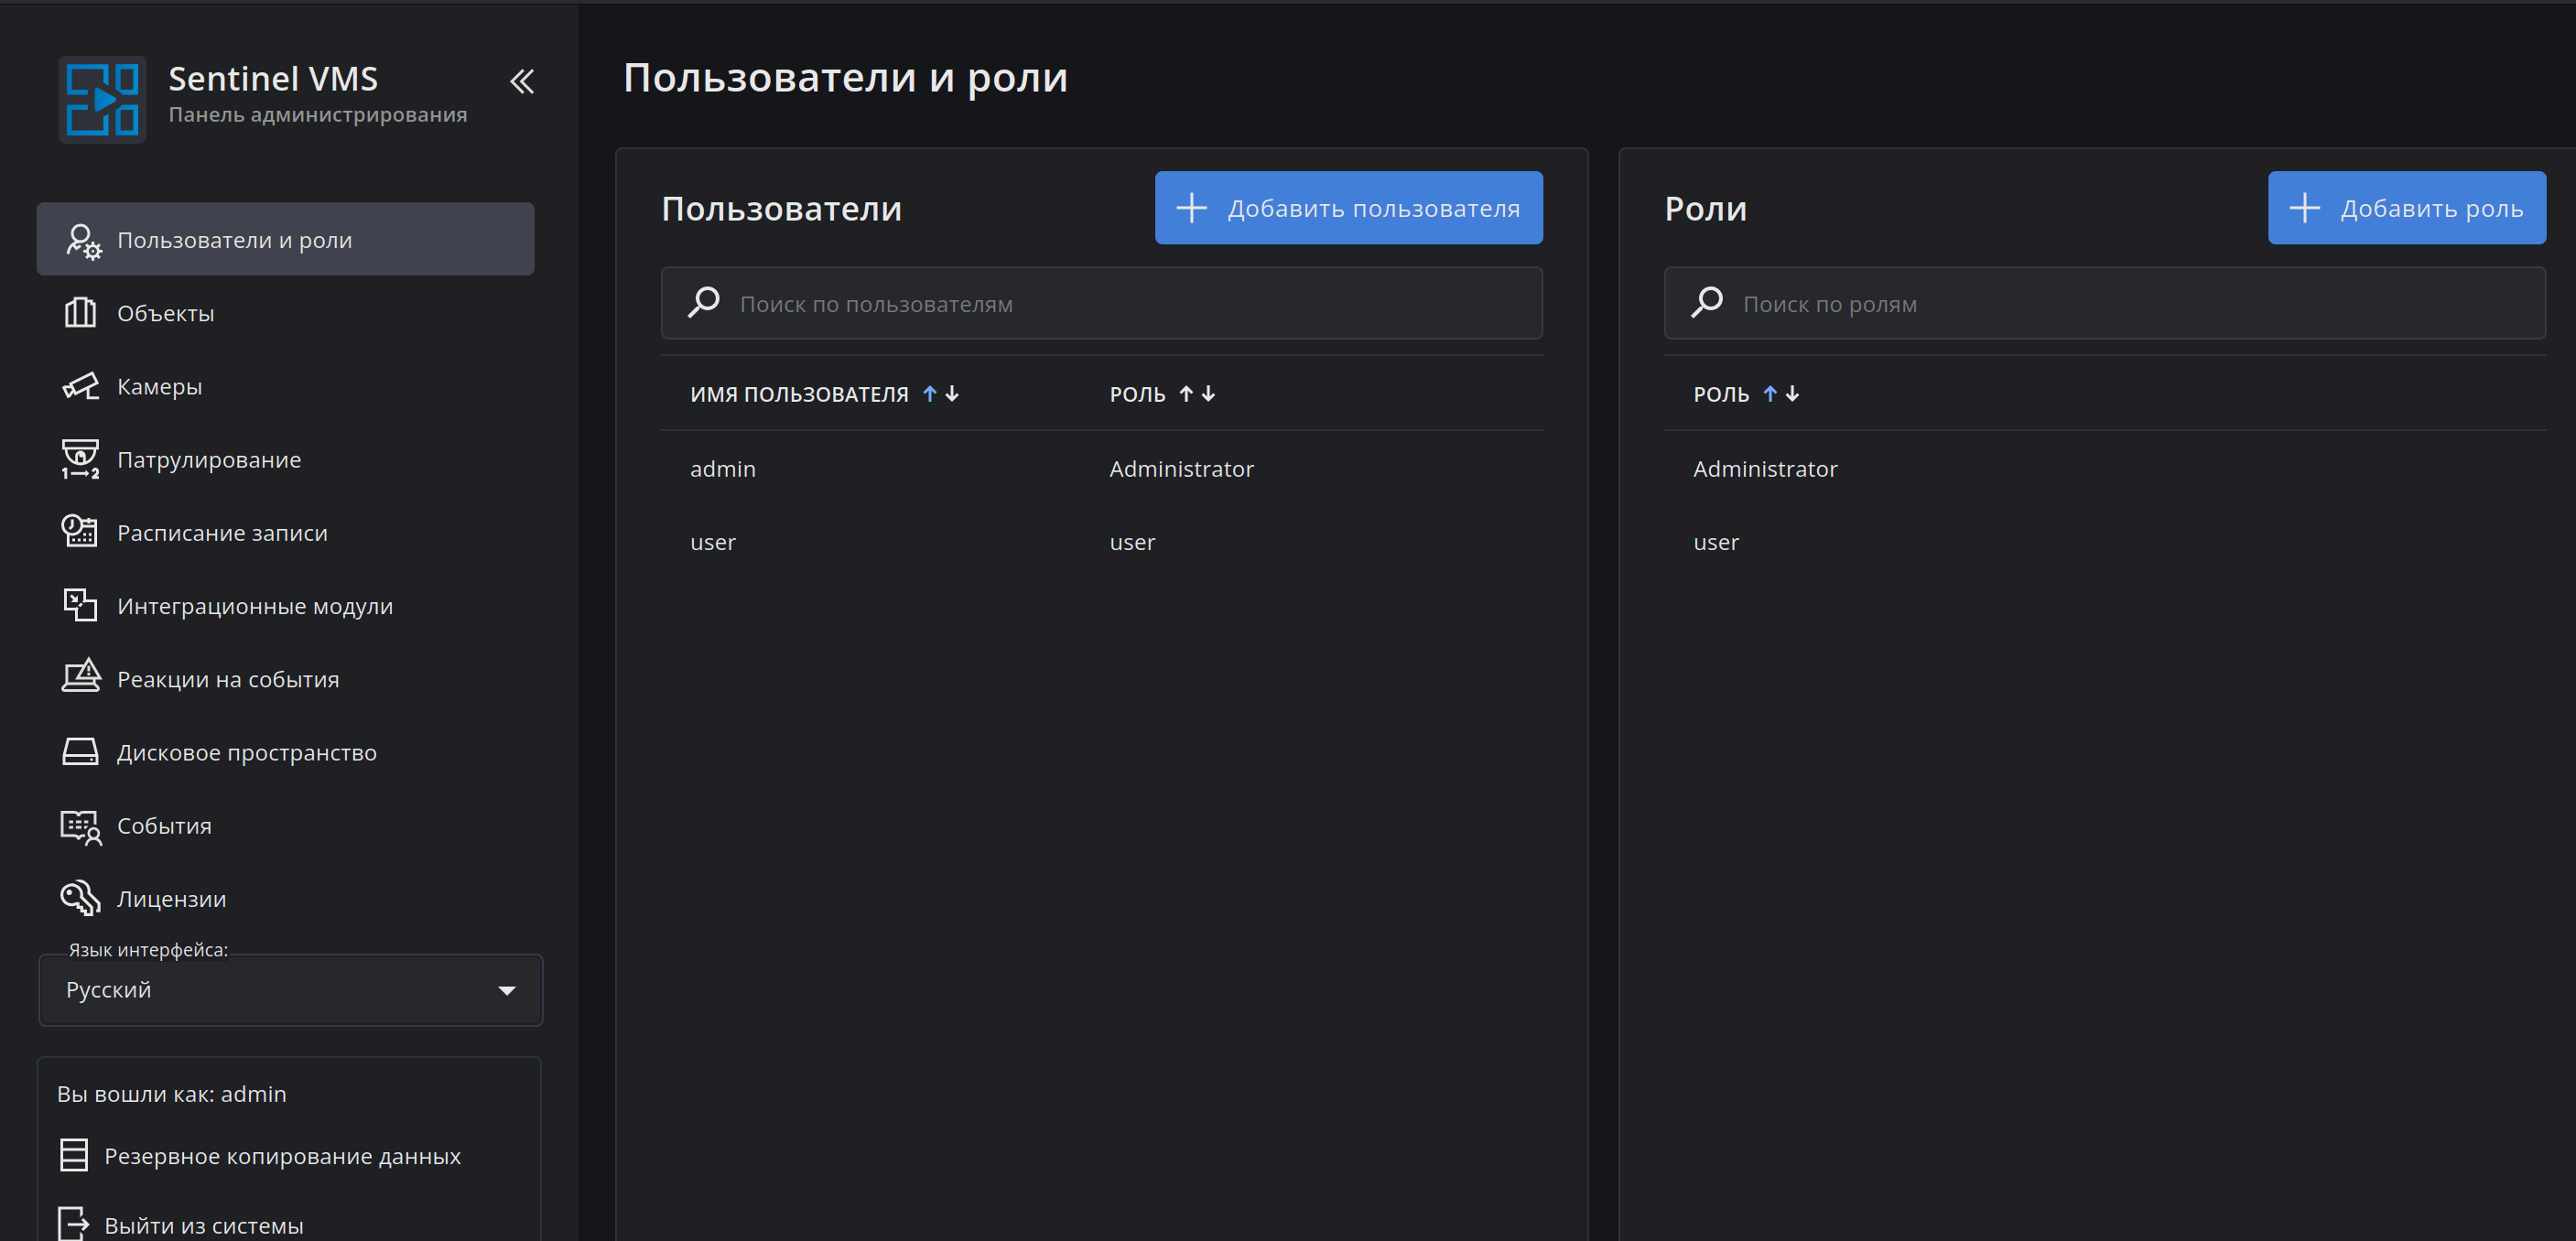 Sentinel VMS
Панель администрирования
Пользователи и роли
Объекты
Камеры
1→2
Патрулирование
Расписание записи
Интеграционные модули
Реакции на события
Дисковое пространство
События
Лицензии
Язык интерфейса:
Русский
Вы вошли как: admin
Резервное копирование данных
Выйти из системы
Пользователи и роли
Пользователи
Добавить пользователя
Поиск по пользователям
ИМЯ ПОЛЬЗОВАТЕЛЯ РОЛЬ
admin Administrator
user user
Роли
Добавить роль
Поиск по ролям
РОЛЬ
Administrator
user